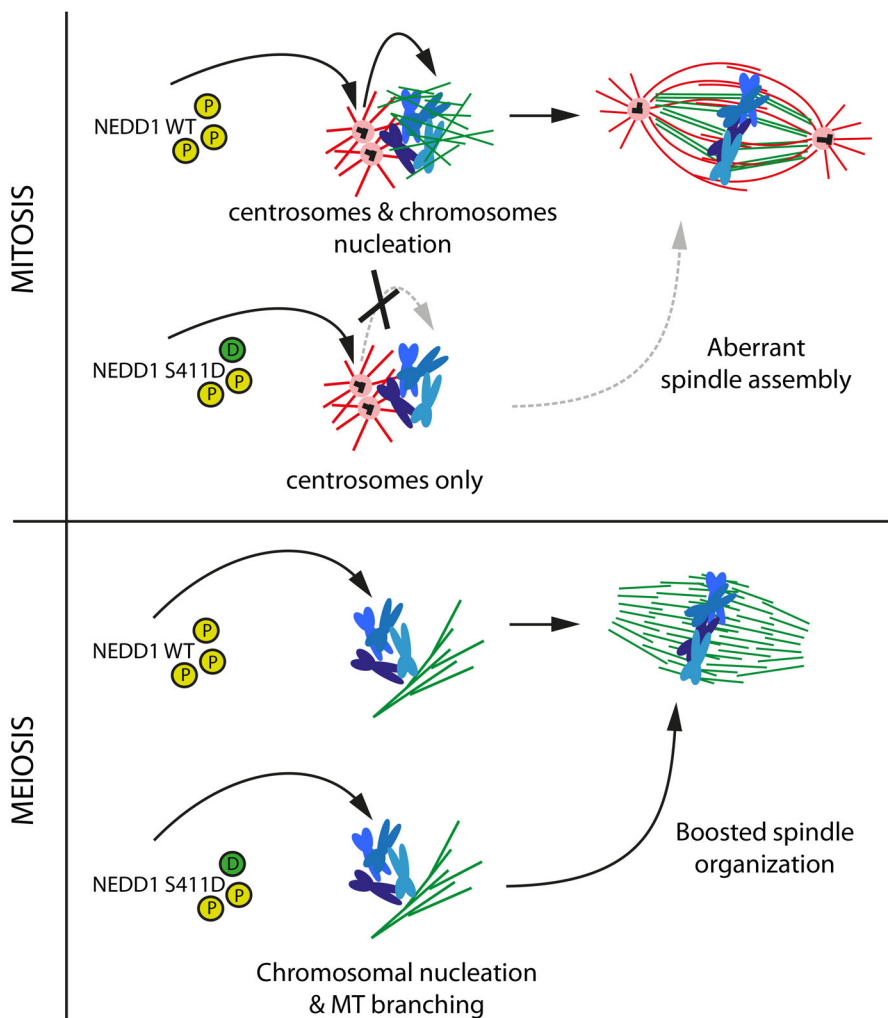 MITOSIS
P
NEDD1 WT
P P
centrosomes & chromosomes
nucleation
D
NEDD1 S411D
P P
Aberrant
spindle assembly
centrosomes only
MEIOSIS
P
NEDD1 WT
P P
D
NEDD1 S411D
P P
Boosted spindle
organization
Chromosomal nucleation
& MT branching